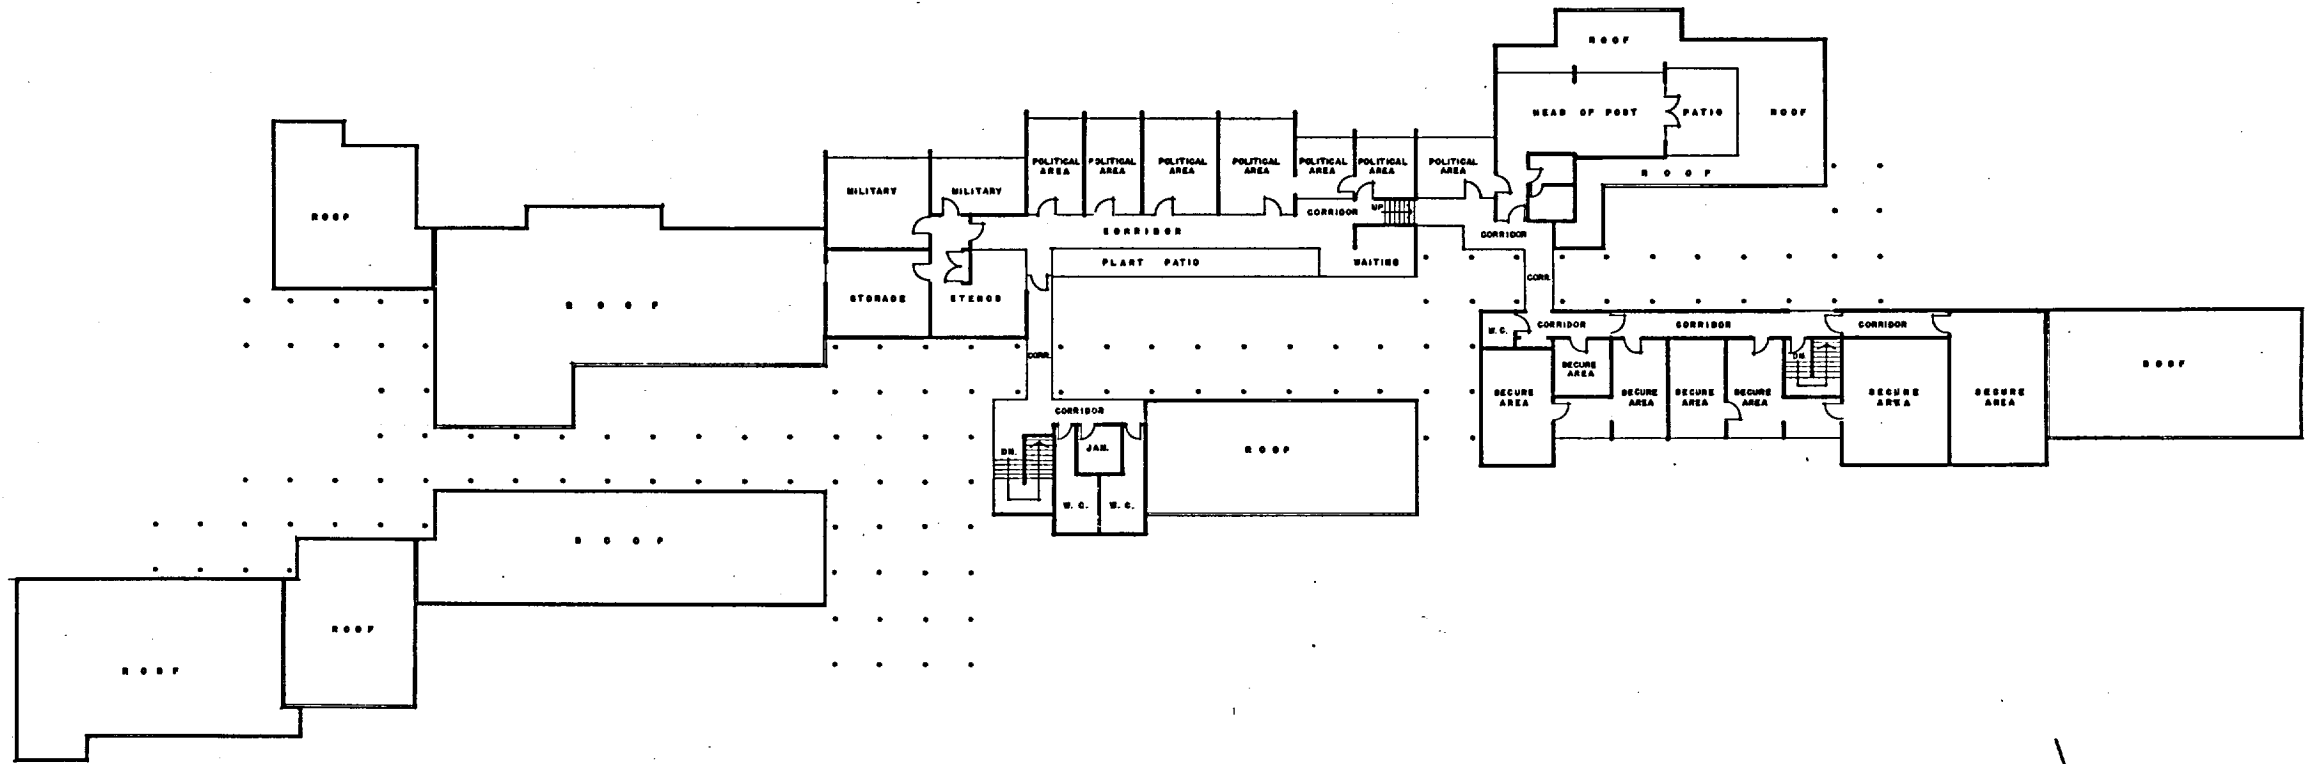 ROOF
HEAD OF POST
PATIO
ROOF
ROOF
POLITICAL
AREA
POLITICAL
AREA
POLITICAL
AREA
POLITICAL
AREA
POLITICAL
AREA
POLITICAL
AREA
POLITICAL
AREA
MILITARY
MILITARY
ROOF
CORRIDOR
UP
CORRIDOR
CORRIDOR
PLANT PATIO
WAITING
CORR.
STORAGE
STENOS
ROOF
W.C.
CORRIDOR
CORRIDOR
CORRIDOR
CORR.
DN.
SECURE
AREA
SECURE
AREA
SECURE
AREA
SECURE
AREA
SECURE
AREA
SECURE
AREA
SECURE
AREA
ROOF
CORRIDOR
DN.
JAN.
ROOF
W.C.
W.C.
ROOF
ROOF
ROOF